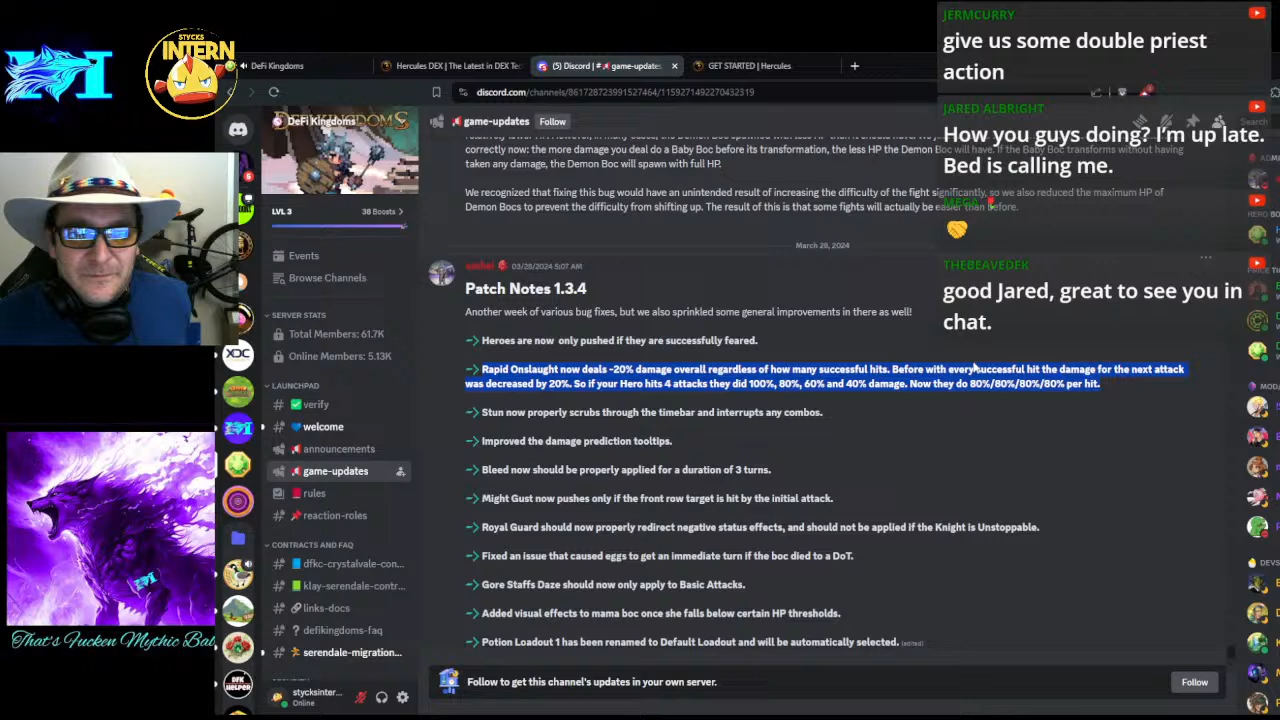 JERMCURRY
give us some double priest
action
STYCKS
INTERN
DeFi Kingdoms
Hercules DEX | The Latest in DEX Te
(5) Discord | # game-update
GET STARTED | Hercules
discord.com/channels/861728723991527464/1159271492270432319
JARED ALBRIGHT
How you guys doing? I'm up late.
Bed is calling me.
MEGA
THEBEAVEDFK
good Jared, great to see you in
chat.
DeFi Kingdoms
game-updates
Follow
Search
correctly now: the more damage you deal do a Baby Boc before its transformation, the less HP the Demon Boc will have. If the Baby Boc transforms without having
taken any damage, the Demon Boc will spawn with full HP.
We recognized that fixing this bug would have an unintended result of increasing the difficulty of the fight significantly, so we also reduced the maximum HP of
Demon Bocs to prevent the difficulty from shifting up. The result of this is that some fights will actually be easier than before.
March 28, 2024
03/28/2024 5:07 AM
Patch Notes 1.3.4
Another week of various bug fixes, but we also sprinkled some general improvements in there as well!
Heroes are now only pushed if they are successfully feared.
Rapid Onslaught now deals -20% damage overall regardless of how many successful hits. Before with every successful hit the damage for the next attack
was decreased by 20%. So if your Hero hits 4 attacks they did 100%, 80%, 60% and 40% damage. Now they do 80%/80%/80%/80% per hit.
Stun now properly scrubs through the timebar and interrupts any combos.
Improved the damage prediction tooltips.
Bleed now should be properly applied for a duration of 3 turns.
Might Gust now pushes only if the front row target is hit by the initial attack.
Royal Guard should now properly redirect negative status effects, and should not be applied if the Knight is Unstoppable.
Fixed an issue that caused eggs to get an immediate turn if the boc died to a DoT.
Gore Staffs Daze should now only apply to Basic Attacks.
Added visual effects to mama boc once she falls below certain HP thresholds.
Potion Loadout 1 has been renamed to Default Loadout and will be automatically selected. (edited)
Follow to get this channel's updates in your own server.
Follow
LVL 3
38 Boosts >
Events
Browse Channels
SERVER STATS
Total Members: 61.7K
Online Members: 5.13K
LAUNCHPAD
verify
welcome
announcements
game-updates
rules
reaction-roles
CONTRACTS AND FAQ
dfkc-crystalvale-con...
klay-serendale-contr...
links-docs
defikingdoms-faq
serendale-migration...
stycksinter...
Online
XDC
DFK
HELPER
That's Fucken Mythic Bab